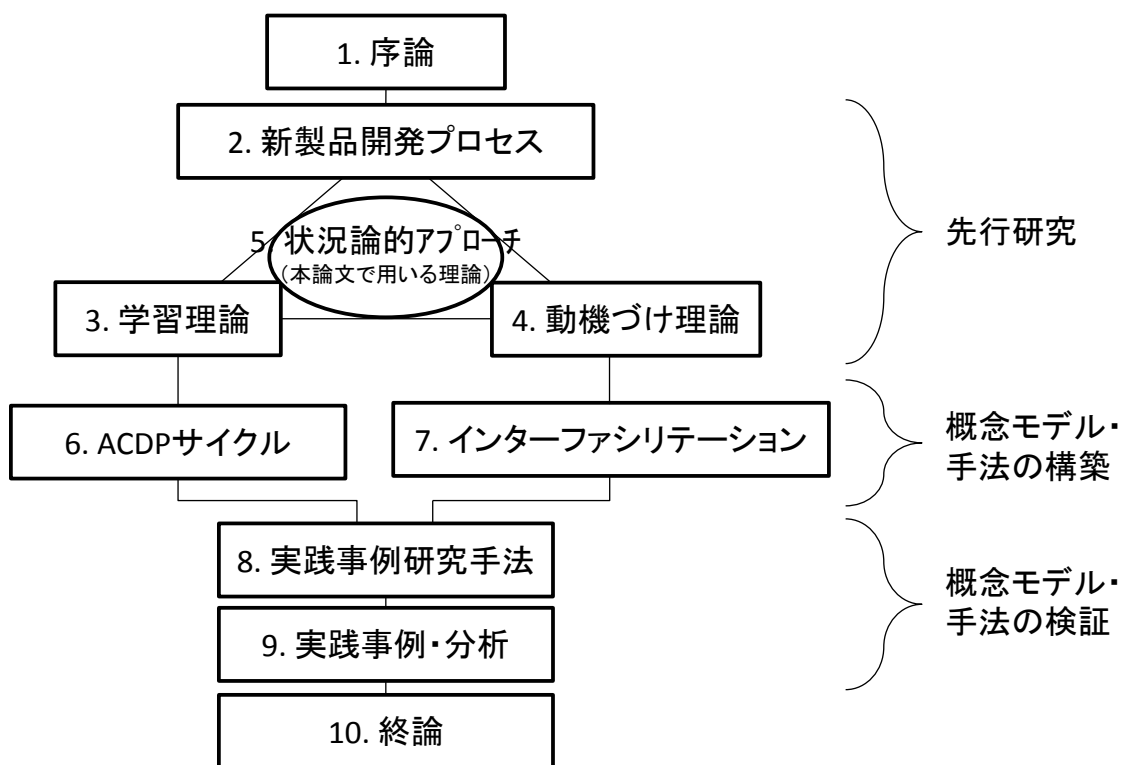 1. 序論
2. 新製品開発プロセス
先行研究
5. 状況論的アプローチ
(本論文で用いる理論)
3. 学習理論
4. 動機づけ理論
6. ACDPサイクル
7. インターファシリテーション
概念モデル・
手法の構築
8. 実践事例研究手法
9. 実践事例・分析
概念モデル・
手法の検証
10. 終論